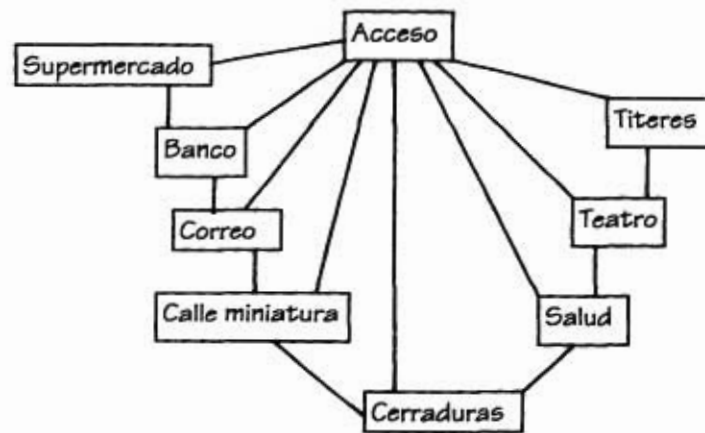 Acceso
Supermercado
Titeres
Banco
Teatro
Correo
Calle miniatura
Salud
Cerraduras